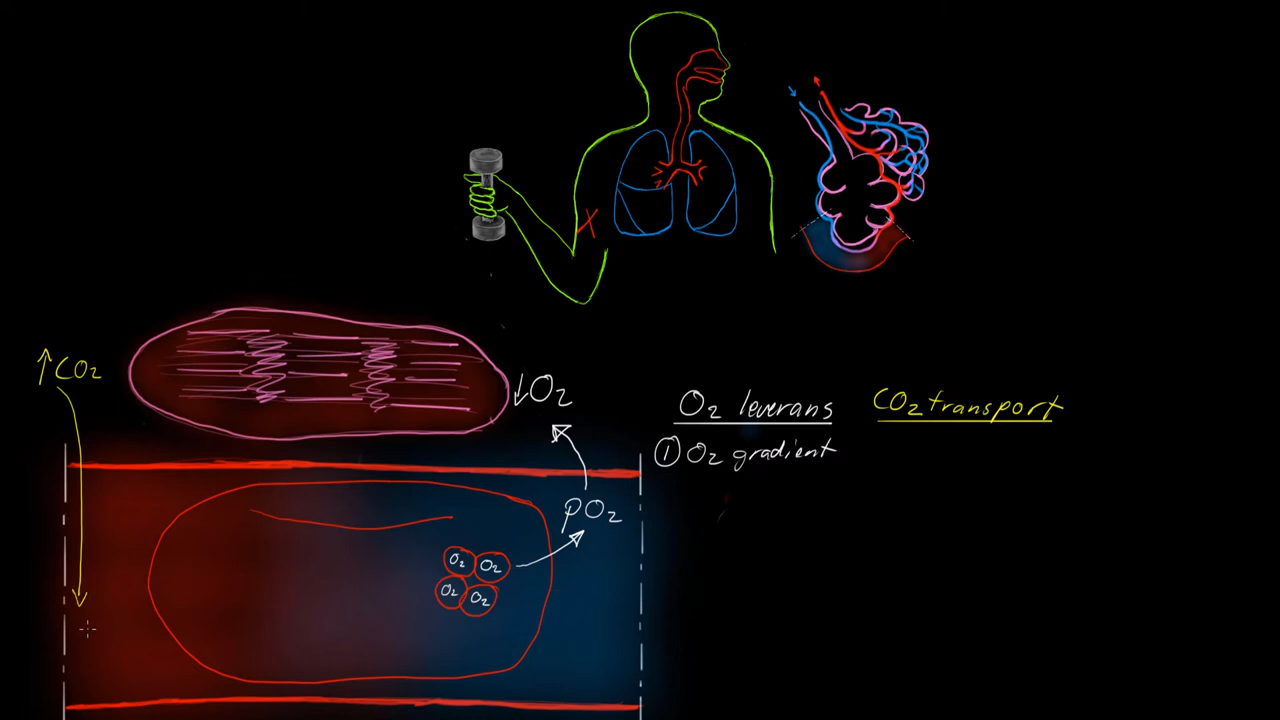 ↑CO₂
↓O₂
O₂ leverans
CO₂ transport
① O₂ gradient
pO₂
O₂ O₂
O₂ O₂